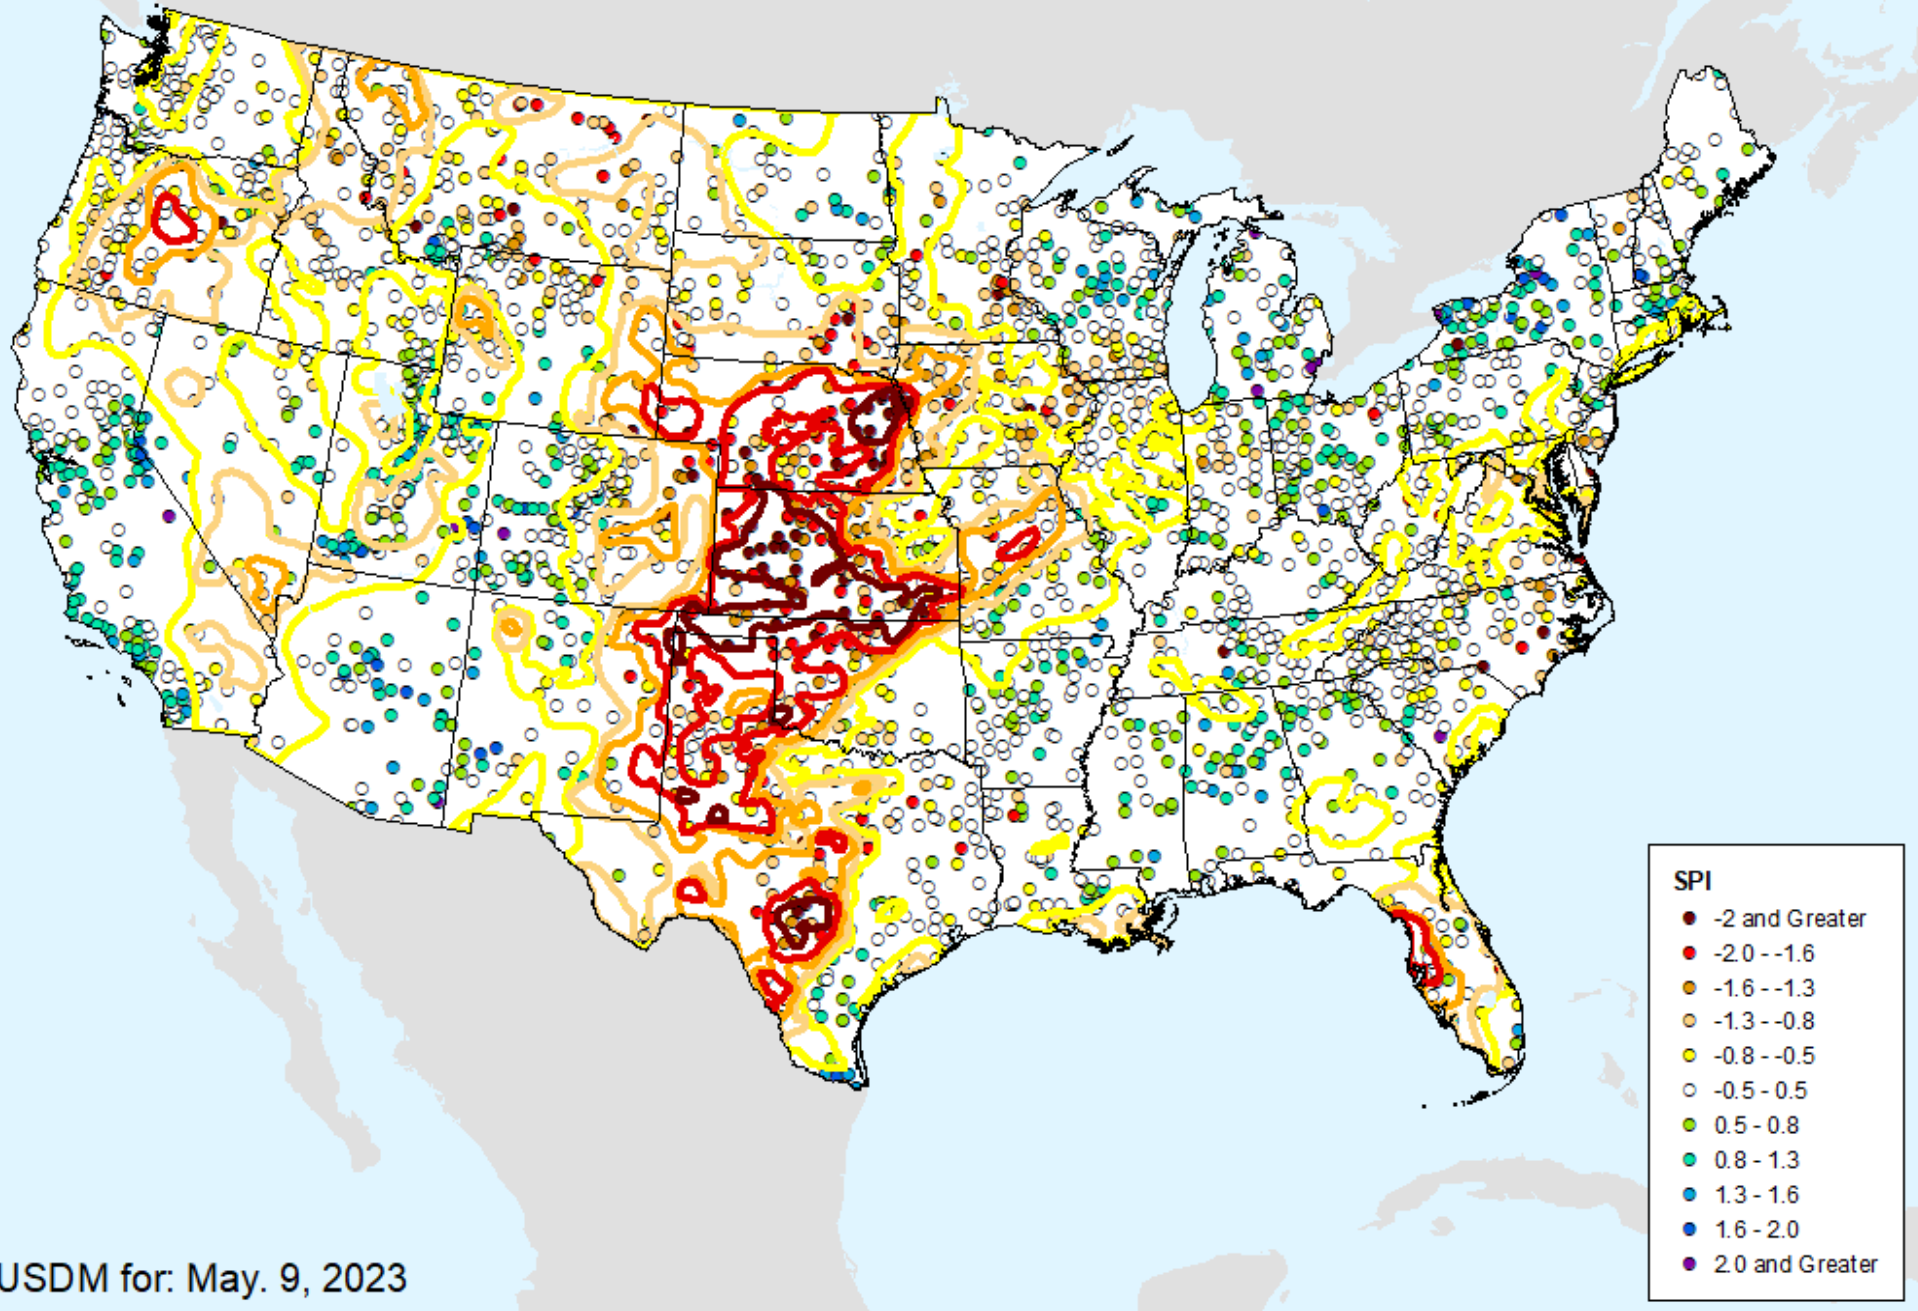 SPI
-2 and Greater
-2.0 - -1.6
-1.6 - -1.3
-1.3 - -0.8
-0.8 - -0.5
-0.5 - 0.5
0.5 - 0.8
0.8 - 1.3
1.3 - 1.6
1.6 - 2.0
2.0 and Greater
USDM for: May. 9, 2023